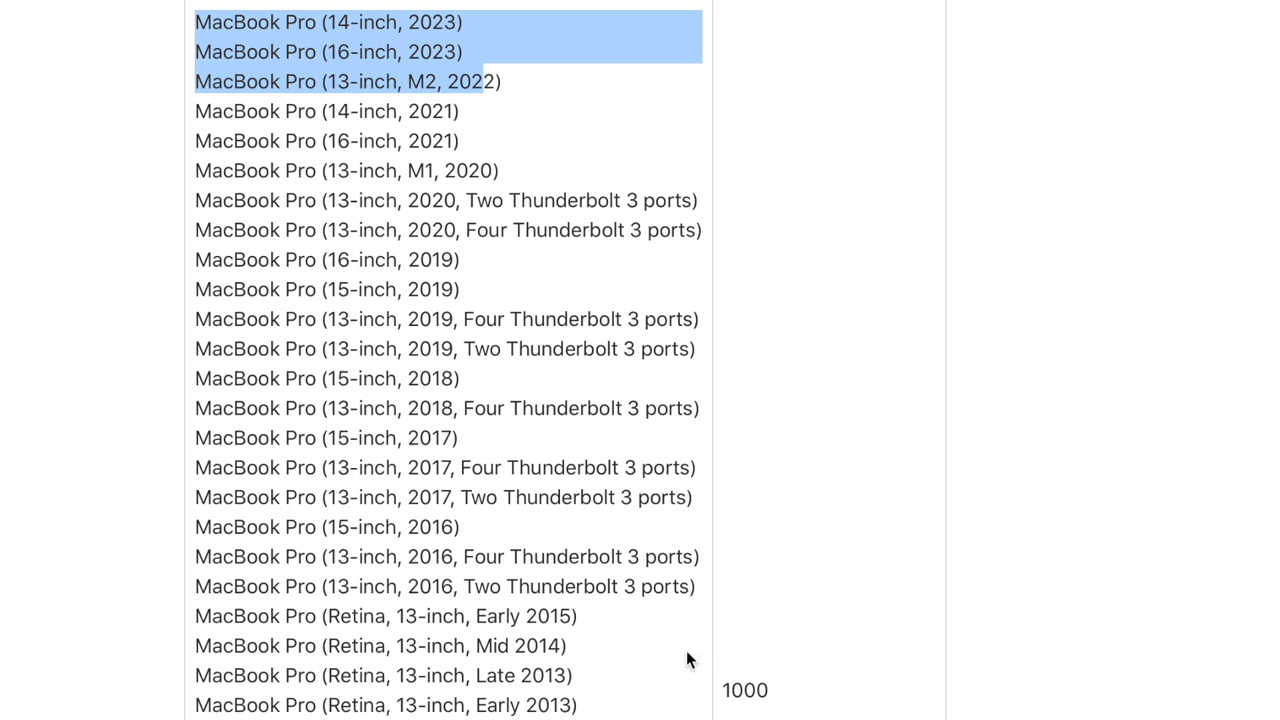 MacBook Pro (14-inch, 2023)
MacBook Pro (16-inch, 2023)
MacBook Pro (13-inch, M2, 2022)
MacBook Pro (14-inch, 2021)
MacBook Pro (16-inch, 2021)
MacBook Pro (13-inch, M1, 2020)
MacBook Pro (13-inch, 2020, Two Thunderbolt 3 ports)
MacBook Pro (13-inch, 2020, Four Thunderbolt 3 ports)
MacBook Pro (16-inch, 2019)
MacBook Pro (15-inch, 2019)
MacBook Pro (13-inch, 2019, Four Thunderbolt 3 ports)
MacBook Pro (13-inch, 2019, Two Thunderbolt 3 ports)
MacBook Pro (15-inch, 2018)
MacBook Pro (13-inch, 2018, Four Thunderbolt 3 ports)
MacBook Pro (15-inch, 2017)
MacBook Pro (13-inch, 2017, Four Thunderbolt 3 ports)
MacBook Pro (13-inch, 2017, Two Thunderbolt 3 ports)
MacBook Pro (15-inch, 2016)
MacBook Pro (13-inch, 2016, Four Thunderbolt 3 ports)
MacBook Pro (13-inch, 2016, Two Thunderbolt 3 ports)
MacBook Pro (Retina, 13-inch, Early 2015)
MacBook Pro (Retina, 13-inch, Mid 2014)
MacBook Pro (Retina, 13-inch, Late 2013)
MacBook Pro (Retina, 13-inch, Early 2013)
1000